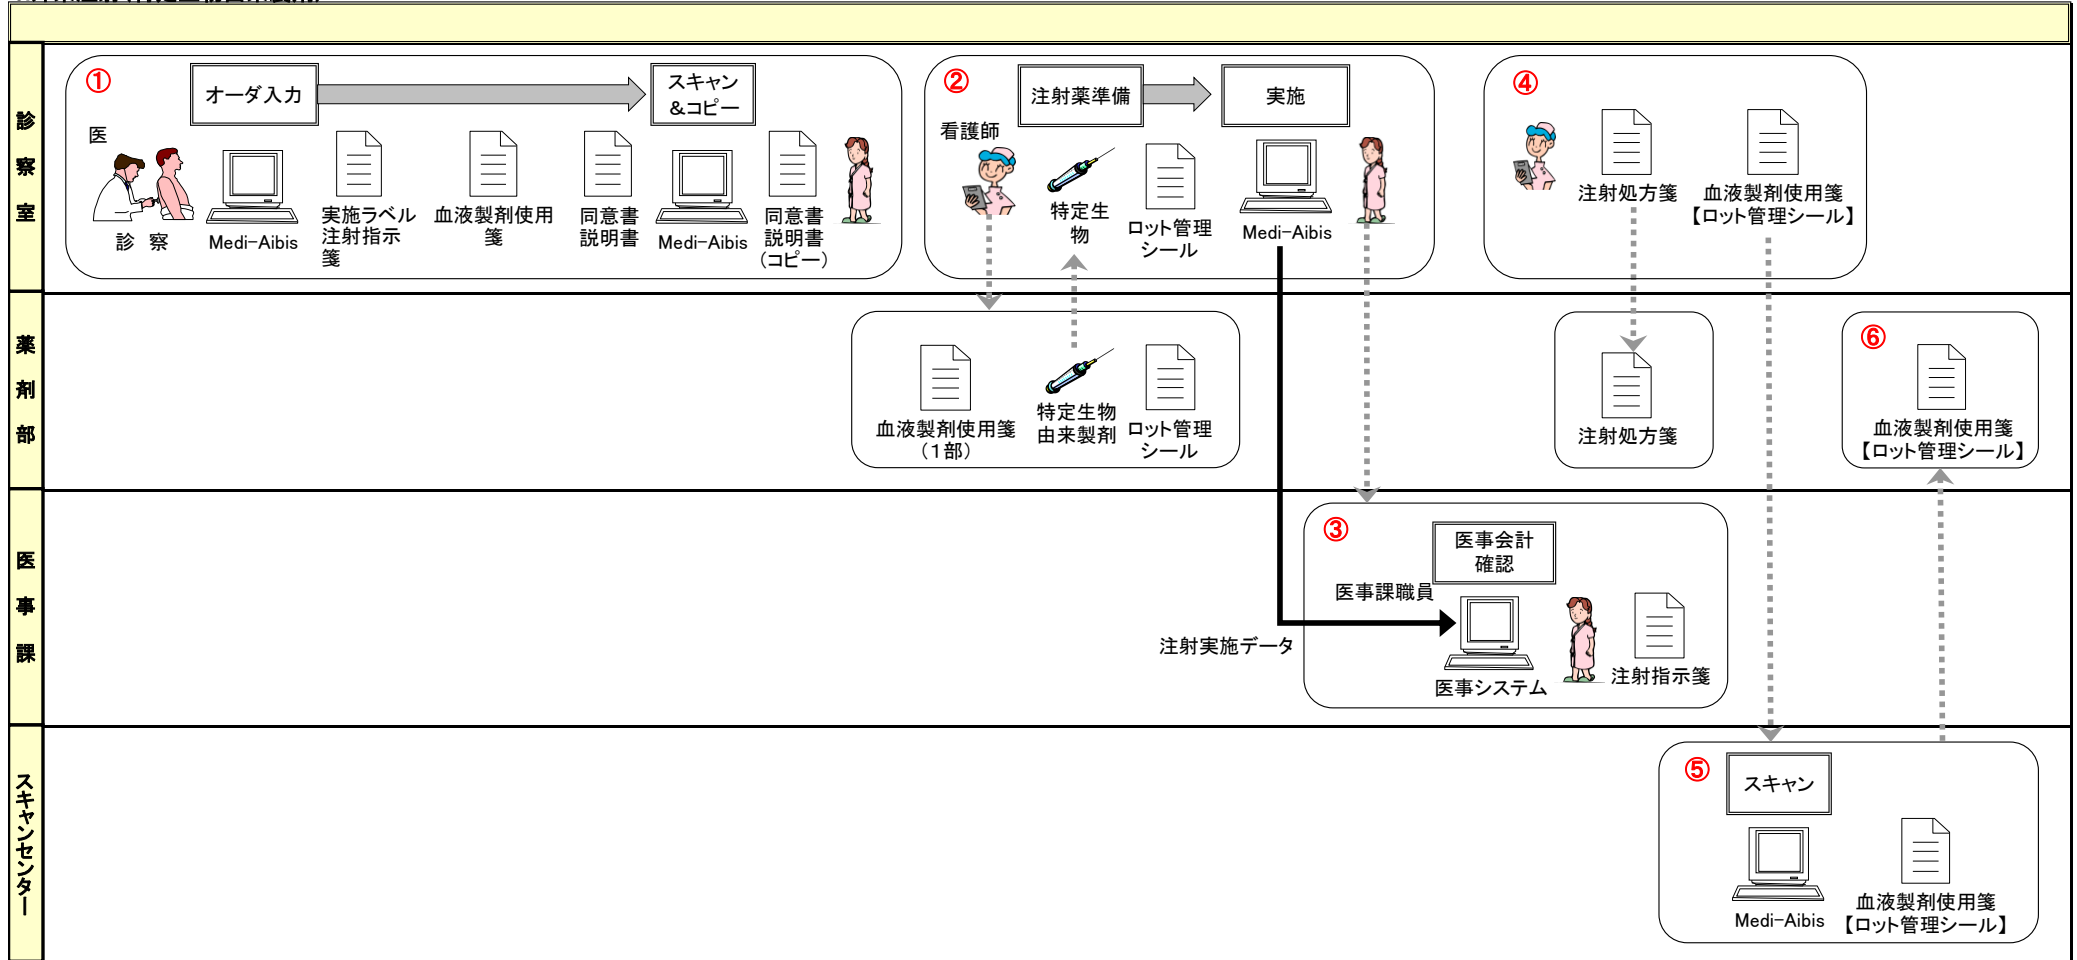 診察室
①
オーダ入力
スキャン
&コピー
医
診 察
Medi-Aibis
実施ラベル
注射指示
箋
血液製剤使用
箋
同意書
説明書
Medi-Aibis
同意書
説明書
(コピー)
②
注射薬準備
実施
看護師
特定生
物
ロット管理
シール
Medi-Aibis
④
注射処方箋
血液製剤使用箋
【ロット管理シール】
薬剤部
血液製剤使用箋
(1部)
特定生物
由来製剤
ロット管理
シール
注射処方箋
⑥
血液製剤使用箋
【ロット管理シール】
医事課
③
医事会計
確認
医事課職員
注射実施データ
医事システム
注射指示箋
スキャンセンター
⑤
スキャン
Medi-Aibis
血液製剤使用箋
【ロット管理シール】